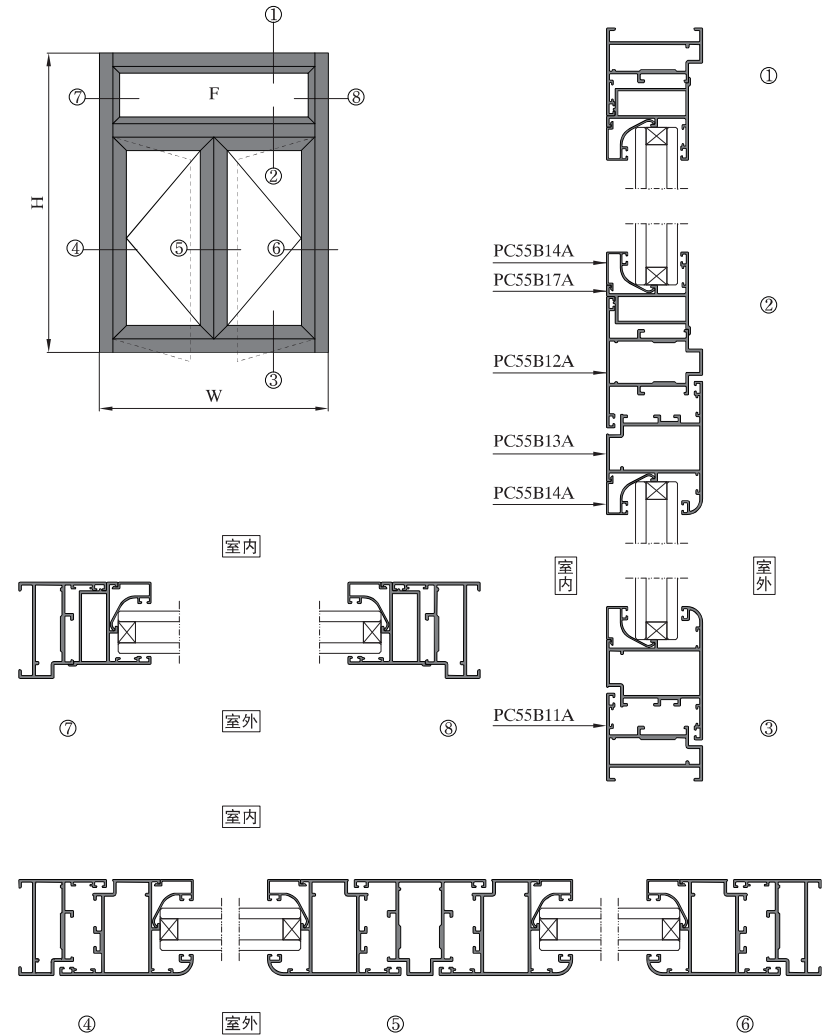 ①
①
⑦
F
⑧
②
H
PC55B14A
④
⑤
⑥
PC55B17A
②
PC55B12A
③
W
PC55B13A
PC55B14A
室内
室内
室外
PC55B11A
⑦
室外
⑧
③
室内
④
室外
⑤
⑥